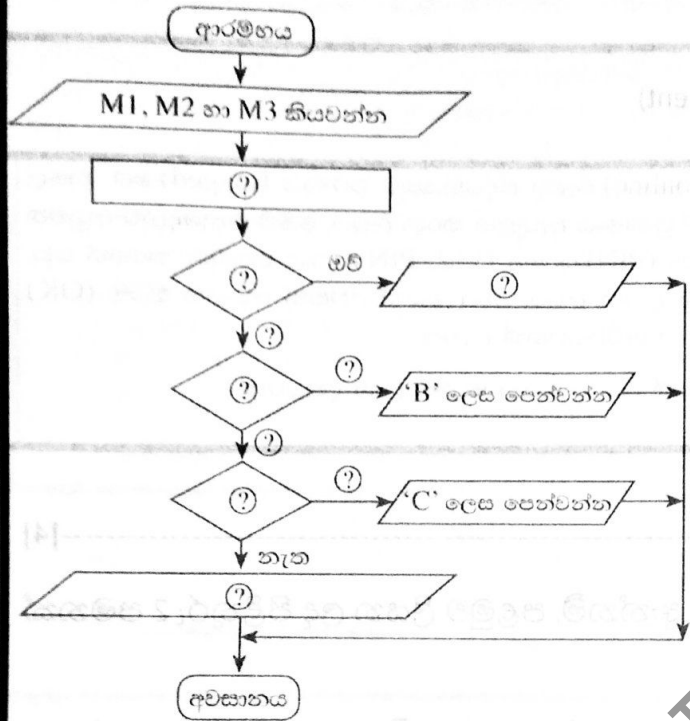 ආරම්භය
M1, M2 හා M3 කියවන්න
?
? ඔව් ?
?
? ? 'B' ලෙස පෙන්වන්න
?
? ? 'C' ලෙස පෙන්වන්න
නැත
?
අවසානය